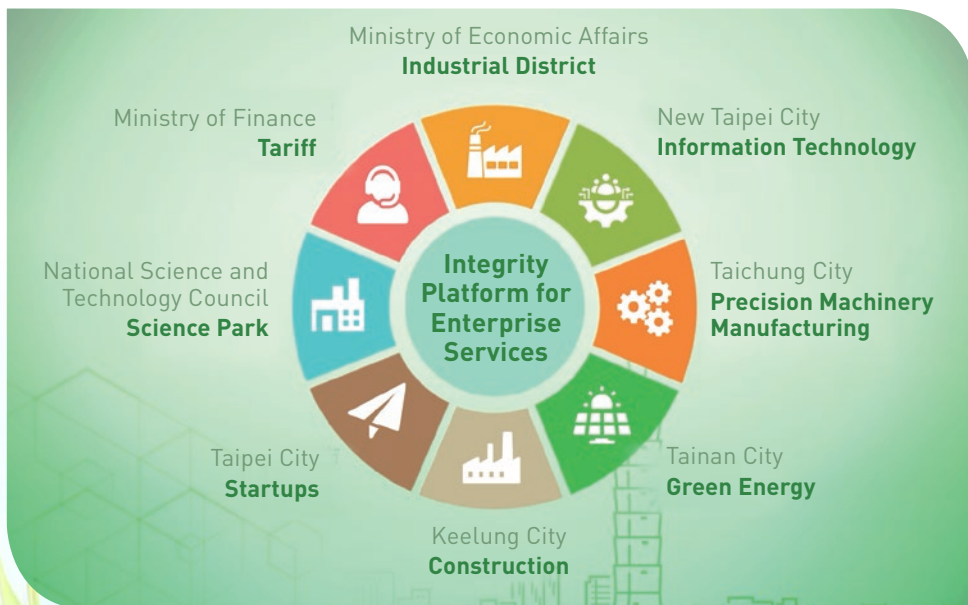 Ministry of Economic Affairs
Industrial District
New Taipei City
Information Technology
Taichung City
Precision Machinery
Manufacturing
Tainan City
Green Energy
Keelung City
Construction
Taipei City
Startups
National Science and
Technology Council
Science Park
Ministry of Finance
Tariff
Integrity
Platform for
Enterprise
Services